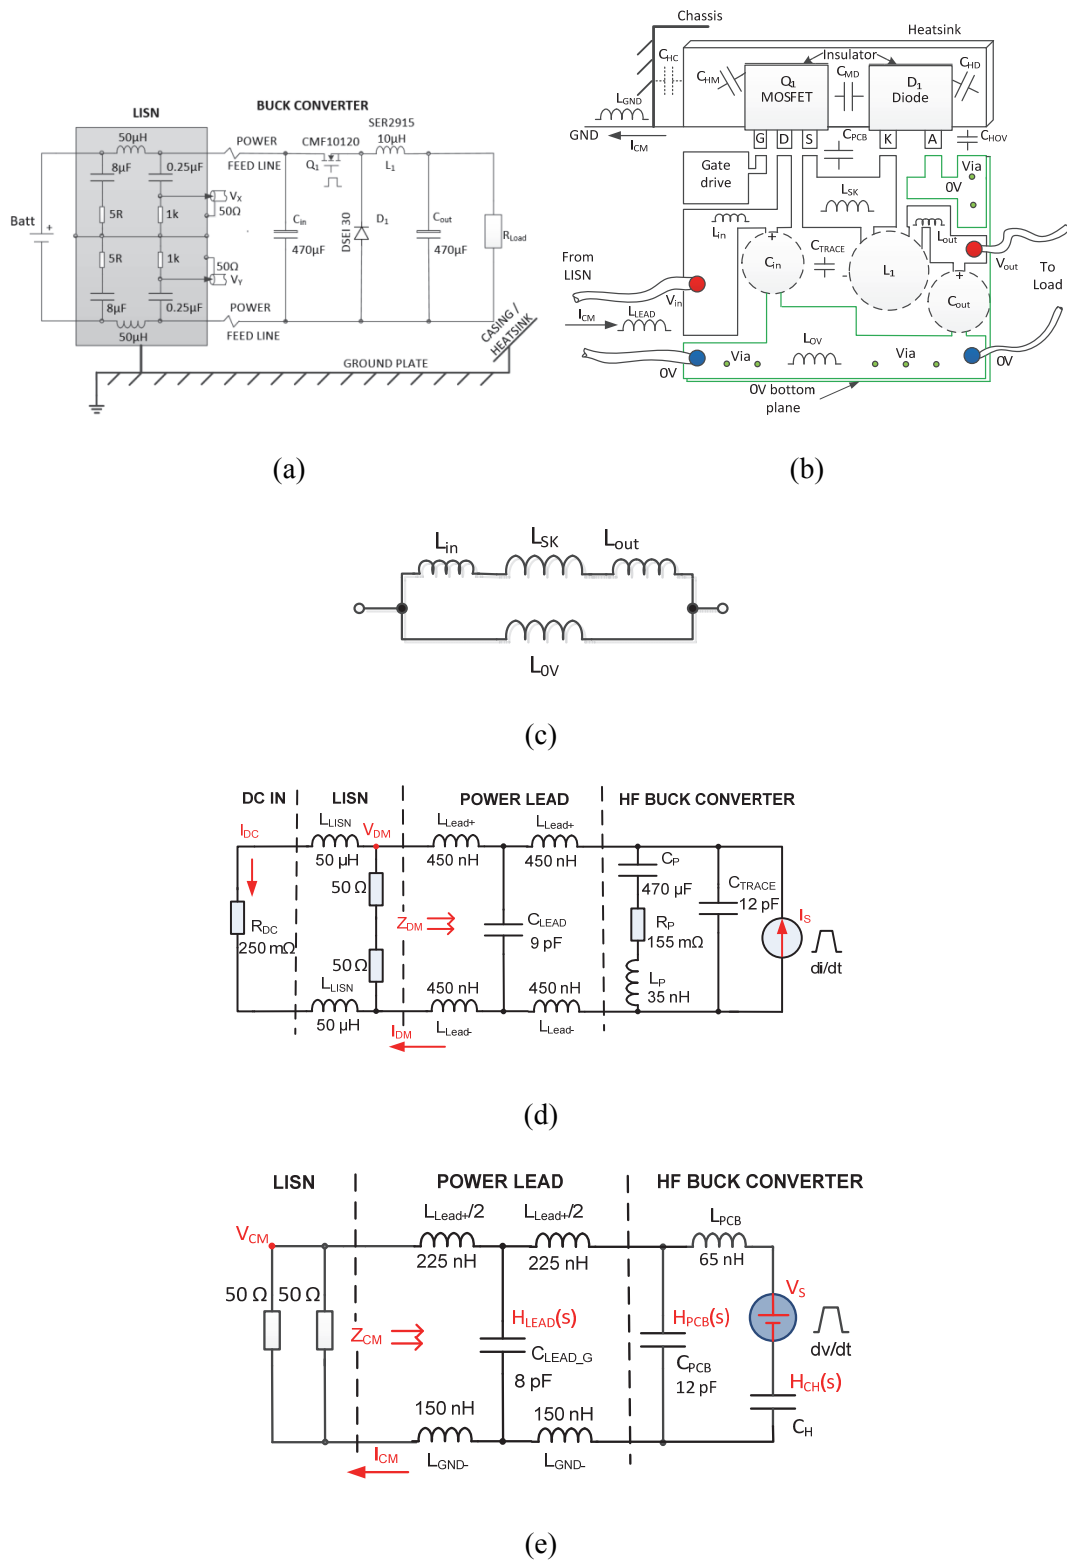 LISN
BUCK CONVERTER
SER2915
50µH
POWER
FEED LINE
CMF10120
10µH
L1
Q1
8µF
0.25µF
VX
50Ω
5R
1k
Batt
+
Cin
470µF
DSEI 30
D1
Cout
470µF
RLoad
5R
1k
50Ω
VY
8µF
0.25µF
50µH
POWER
FEED LINE
CASING /
HEATSINK
GROUND PLATE
(a)
Chassis
Heatsink
Insulator
CHC
CHM
Q1
MOSFET
CMD
D1
Diode
CHD
LGND
GND
ICM
G
D
S
CPCB
K
A
CHOV
Gate
drive
Via
0V
LSK
Lin
Lout
+
Cin
CTRACE
L1
+
Cout
Vout
To
Load
From
LISN
Vin
ICM
LLEAD
0V
Via
LOV
Via
0V
0V bottom
plane
(b)
Lin
LSK
Lout
L0V
(c)
DC IN
LISN
POWER LEAD
HF BUCK CONVERTER
IDC
LLISN
50 µH
VDM
LLead+
450 nH
LLead+
450 nH
50 Ω
CP
470 µF
CTRACE
12 pF
RDC
250 mΩ
ZDM
CLEAD
9 pF
RP
155 mΩ
IS
di/dt
50 Ω
LP
35 nH
LLISN
50 µH
450 nH
LLead-
450 nH
LLead-
IDM
(d)
LISN
POWER LEAD
HF BUCK CONVERTER
LLead+/2
225 nH
LLead+/2
225 nH
LPCB
65 nH
VCM
50 Ω
50 Ω
VS
HLEAD(s)
HPCB(s)
ZCM
dv/dt
CLEAD_G
8 pF
CPCB
12 pF
HCH(s)
CH
150 nH
LGND-
150 nH
LGND-
ICM
(e)